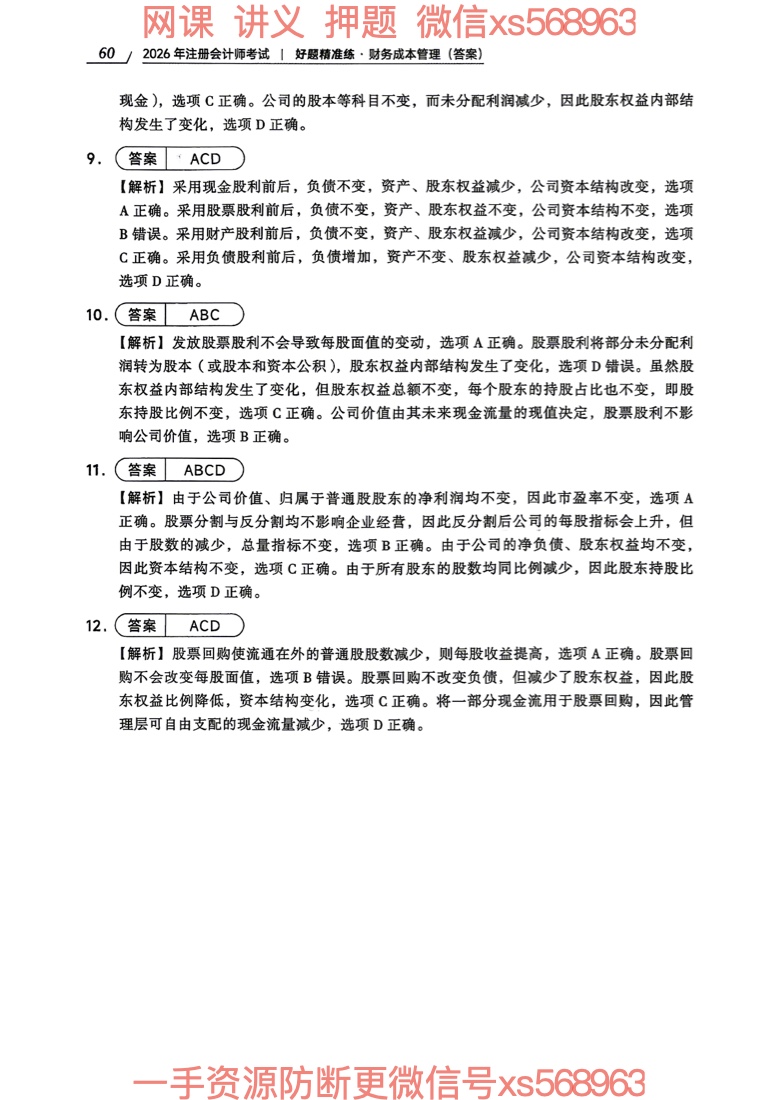 网课 讲义 押题 微信xs568963
60 / 2026 年注册会计师考试 | 好题精准练·财务成本管理（答案）
现金），选项 C 正确。公司的股本等科目不变，而未分配利润减少，因此股东权益内部结
构发生了变化，选项 D 正确。
9. 答案 ACD
【解析】采用现金股利前后，负债不变，资产、股东权益减少，公司资本结构改变，选项
A 正确。采用股票股利前后，负债不变，资产、股东权益不变，公司资本结构不变，选项
B 错误。采用财产股利前后，负债不变，资产、股东权益减少，公司资本结构改变，选项
C 正确。采用负债股利前后，负债增加，资产不变、股东权益减少，公司资本结构改变，
选项 D 正确。
10. 答案 ABC
【解析】发放股票股利不会导致每股面值的变动，选项 A 正确。股票股利将部分未分配利
润转为股本（或股本和资本公积），股东权益内部结构发生了变化，选项 D 错误。虽然股
东权益内部结构发生了变化，但股东权益总额不变，每个股东的持股占比也不变，即股
东持股比例不变，选项 C 正确。公司价值由其未来现金流量的现值决定，股票股利不影
响公司价值，选项 B 正确。
11. 答案 ABCD
【解析】由于公司价值、归属于普通股股东的净利润均不变，因此市盈率不变，选项 A
正确。股票分割与反分割均不影响企业经营，因此反分割后公司的每股指标会上升，但
由于股数的减少，总量指标不变，选项 B 正确。由于公司的净负债、股东权益均不变，
因此资本结构不变，选项 C 正确。由于所有股东的股数均同比例减少，因此股东持股比
例不变，选项 D 正确。
12. 答案 ACD
【解析】股票回购使流通在外的普通股股数减少，则每股收益提高，选项 A 正确。股票回
购不会改变每股面值，选项 B 错误。股票回购不改变负债，但减少了股东权益，因此股
东权益比例降低，资本结构变化，选项 C 正确。将一部分现金流用于股票回购，因此管
理层可自由支配的现金流量减少，选项 D 正确。
一手资源防断更微信号xs568963